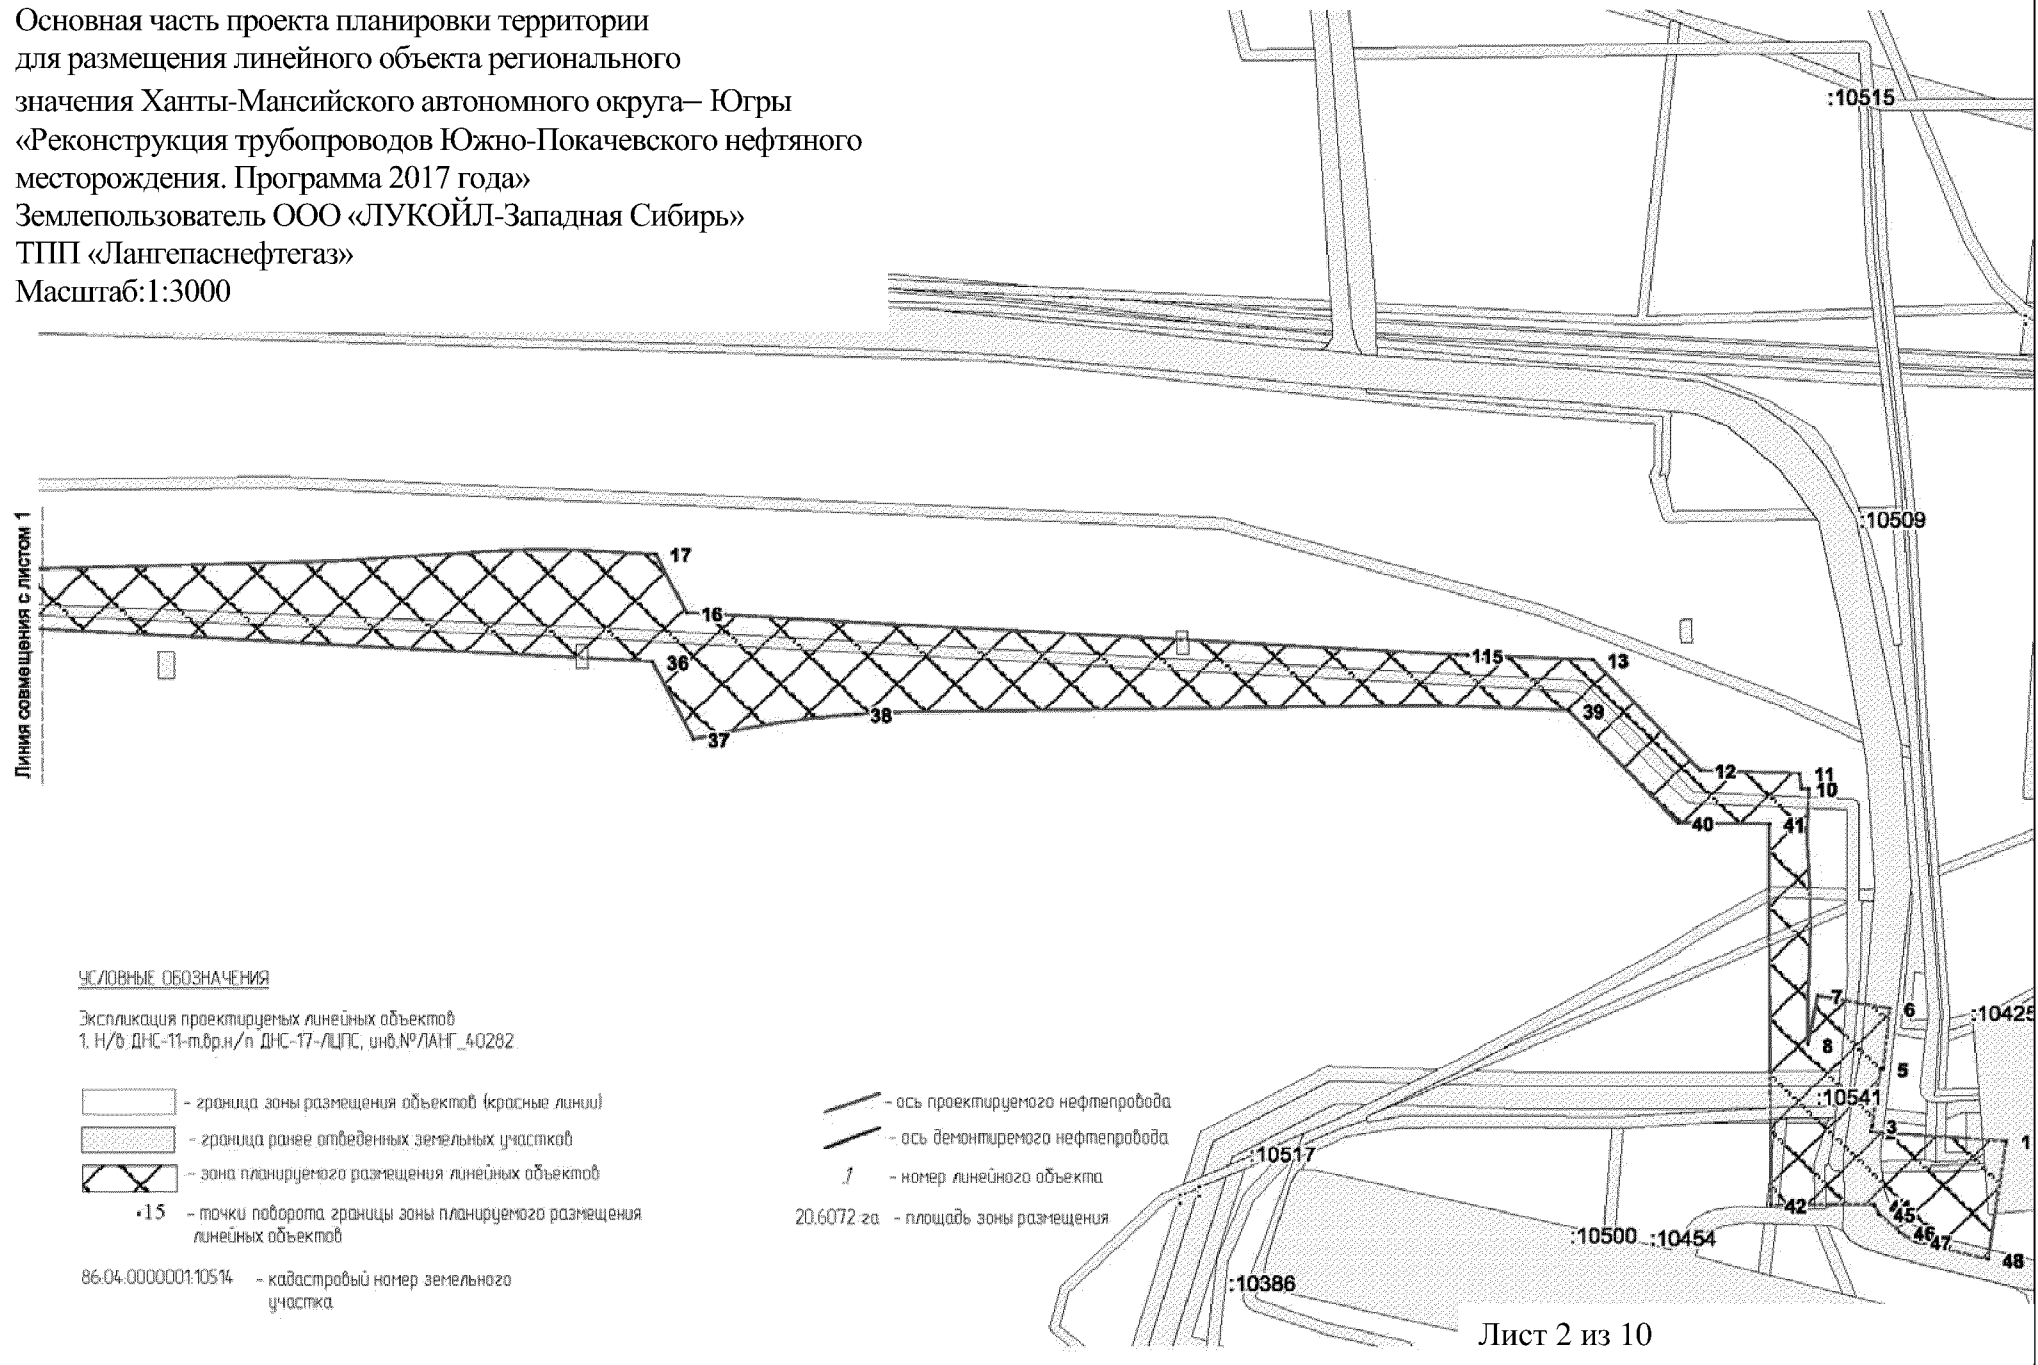 Основная часть проекта планировки территории
для размещения линейного объекта регионального
значения Ханты-Мансийского автономного округа– Югры
«Реконструкция трубопроводов Южно-Покачевского нефтяного
месторождения. Программа 2017 года»
Землепользователь ООО «ЛУКОЙЛ-Западная Сибирь»
ТПП «Лангепаснефтегаз»
Масштаб:1:3000
:10515
:10509
Линия совмещения с листом 1
17
16
36
37
38
115
13
39
12
11
10
40
41
7
6
:10425
8
5
:10541
3
1
42
45
46
47
48
:10517
:10500
:10454
:10386
УСЛОВНЫЕ ОБОЗНАЧЕНИЯ
Экспликация проектируемых линейных объектов
1. Н/в ДНС-11-т.вр.н/п ДНС-17-ЛЦПС, инв.№ЛАНГ_40282
- граница зоны размещения объектов (красные линии)
- граница ранее отведенных земельных участков
- зона планируемого размещения линейных объектов
•15 - точки поворота границы зоны планируемого размещения
линейных объектов
86:04:0000001:10514 - кадастровый номер земельного
участка
- ось проектируемого нефтепровода
- ось демонтиремого нефтепровода
1 - номер линейного объекта
20.6072 га - площадь зоны размещения
Лист 2 из 10